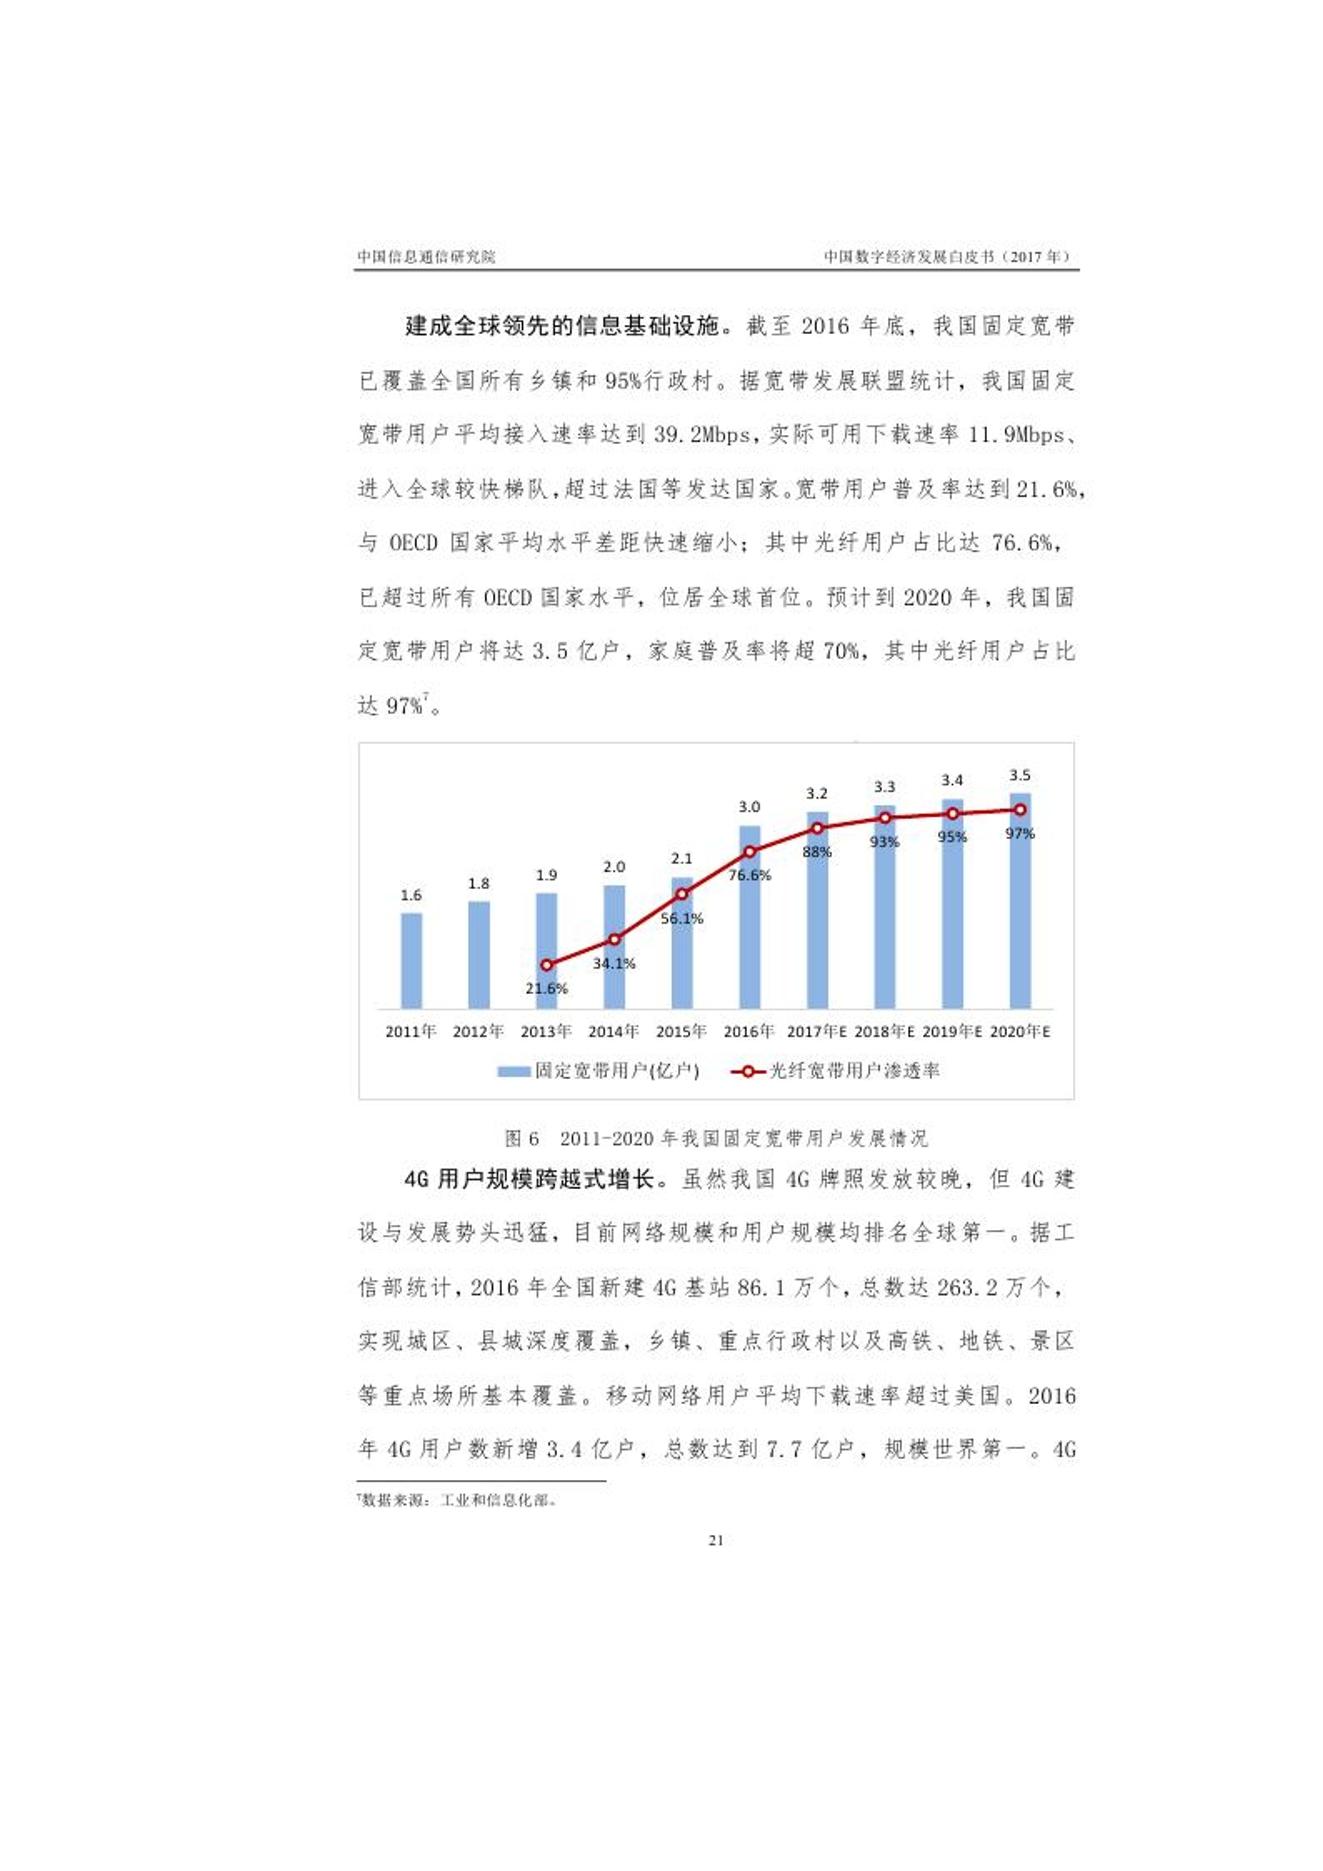 中国信息通信研究院 中国数字经济发展白皮书（2017 年）
建成全球领先的信息基础设施。截至 2016 年底，我国固定宽带
已覆盖全国所有乡镇和 95%行政村。据宽带发展联盟统计，我国固定
宽带用户平均接入速率达到 39.2Mbps,实际可用下载速率 11.9Mbps、
进入全球较快梯队,超过法国等发达国家。宽带用户普及率达到 21.6%，
与 OECD 国家平均水平差距快速缩小；其中光纤用户占比达 76.6%，
已超过所有 OECD 国家水平，位居全球首位。预计到 2020 年，我国固
定宽带用户将达 3.5 亿户，家庭普及率将超 70%，其中光纤用户占比
达 97%7。
1.6 1.8 1.9 2.0 2.1 3.0 3.2 3.3 3.4 3.5
21.6% 34.1% 56.1% 76.6% 88% 93% 95% 97%
2011年 2012年 2013年 2014年 2015年 2016年 2017年E 2018年E 2019年E 2020年E
固定宽带用户(亿户) 光纤宽带用户渗透率
图 6 2011-2020 年我国固定宽带用户发展情况
4G 用户规模跨越式增长。虽然我国 4G 牌照发放较晚，但 4G 建
设与发展势头迅猛，目前网络规模和用户规模均排名全球第一。据工
信部统计，2016 年全国新建 4G 基站 86.1 万个，总数达 263.2 万个，
实现城区、县城深度覆盖，乡镇、重点行政村以及高铁、地铁、景区
等重点场所基本覆盖。移动网络用户平均下载速率超过美国。2016
年 4G 用户数新增 3.4 亿户，总数达到 7.7 亿户，规模世界第一。4G
7数据来源：工业和信息化部。
21